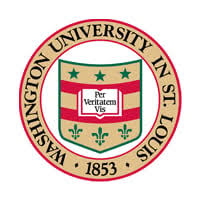 WASHINGTON UNIVERSITY IN ST. LOUIS
Per
Veritatem
Vis
· 1853 ·